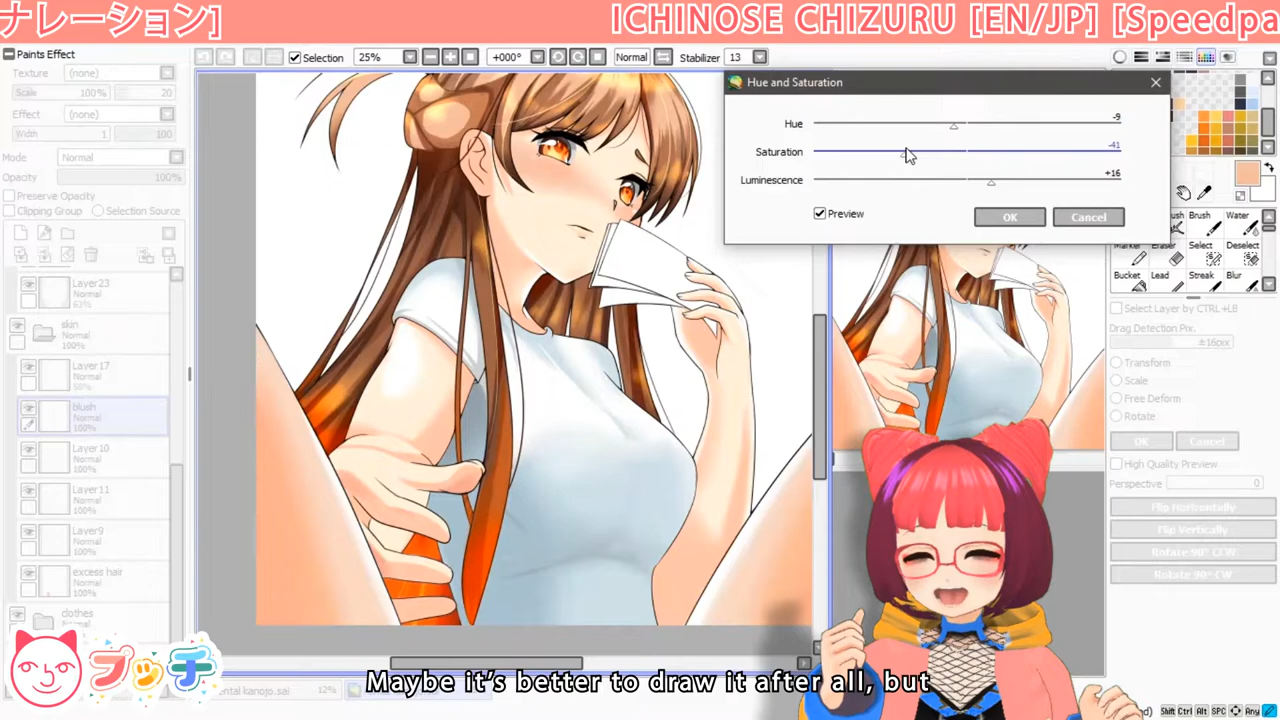 ナレーション]
ICHINOSE CHIZURU [EN/JP] [Speedpa
Paints Effect
Texture (none)
Scale 100% 20
Effect (none)
Width 1 100
Mode Normal
Opacity 100%
Preserve Opacity
Clipping Group Selection Source
Layer23
Normal
61%
skin
Normal
100%
Layer17
Normal
58%
blush
Normal
100%
Layer10
Normal
100%
Layer11
Normal
100%
Layer9
Normal
100%
excess hair
Normal
100%
clothes
Normal
Selection 25% +000° Normal Stabilizer 13
Hue and Saturation
Hue -9
Saturation -41
Luminescence +16
Preview OK Cancel
Brush Water
Marker Eraser Select Deselect
Bucket Lead Streak Blur
Select Layer by CTRL+LB
Drag Detection Pix. ±16pix
Transform
Scale
Free Deform
Rotate
OK Cancel
High Quality Preview
Perspective 0
Flip Horizontally
Flip Vertically
Rotate 90° CCW
Rotate 90° CW
プッチ
ental kanojo.sai 12%
Maybe it's better to draw it after all, but
Shift Ctrl Alt SPC Any